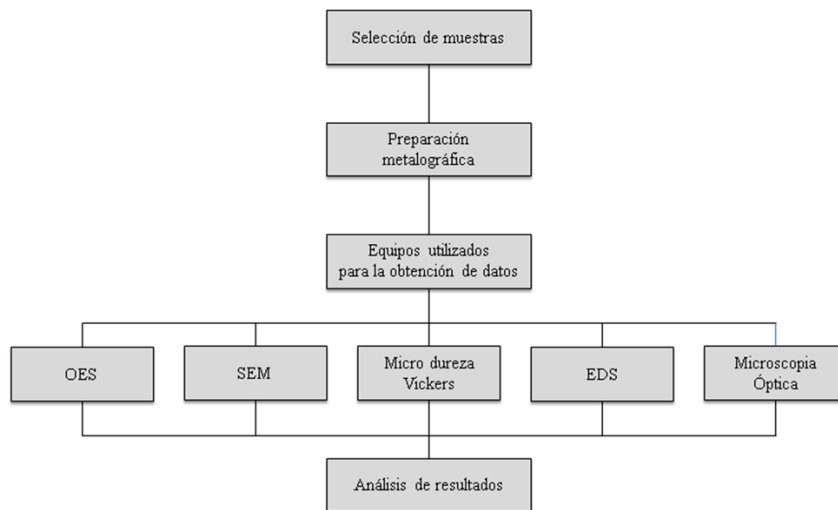 Selección de muestras
Preparación
metalográfica
Equipos utilizados
para la obtención de datos
OES
SEM
Micro dureza
Vickers
EDS
Microscopia
Óptica
Análisis de resultados